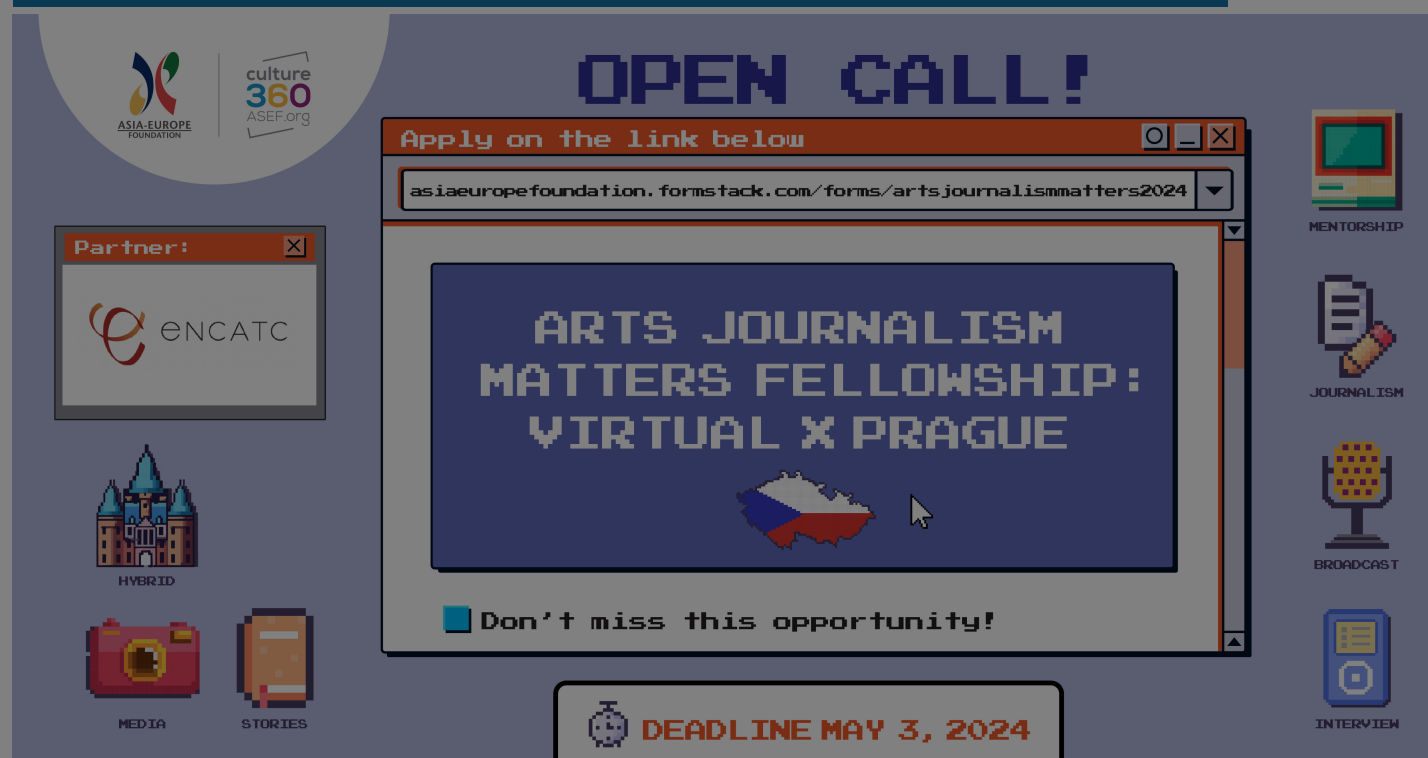 ASIA-EUROPE
FOUNDATION
culture
360
ASEF.org
OPEN CALL!
Apply on the link below
asiaeuropefoundation.formstack.com/forms/artsjournalismmatters2024
Partner:
encatc
ARTS JOURNALISM
MATTERS FELLOWSHIP:
VIRTUAL X PRAGUE
Don't miss this opportunity!
DEADLINE MAY 3, 2024
HYBRID
MEDIA
STORIES
MENTORSHIP
JOURNALISM
BROADCAST
INTERVIEW